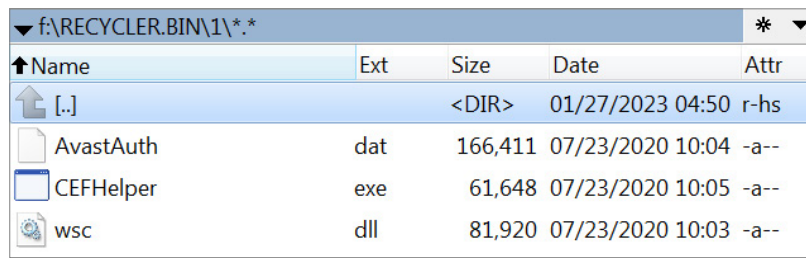 f:\RECYCLER.BIN\1\*.*
Name Ext Size Date Attr
[..] <DIR> 01/27/2023 04:50 r-hs
AvastAuth dat 166,411 07/23/2020 10:04 -a--
CEFHelper exe 61,648 07/23/2020 10:05 -a--
wsc dll 81,920 07/23/2020 10:03 -a--